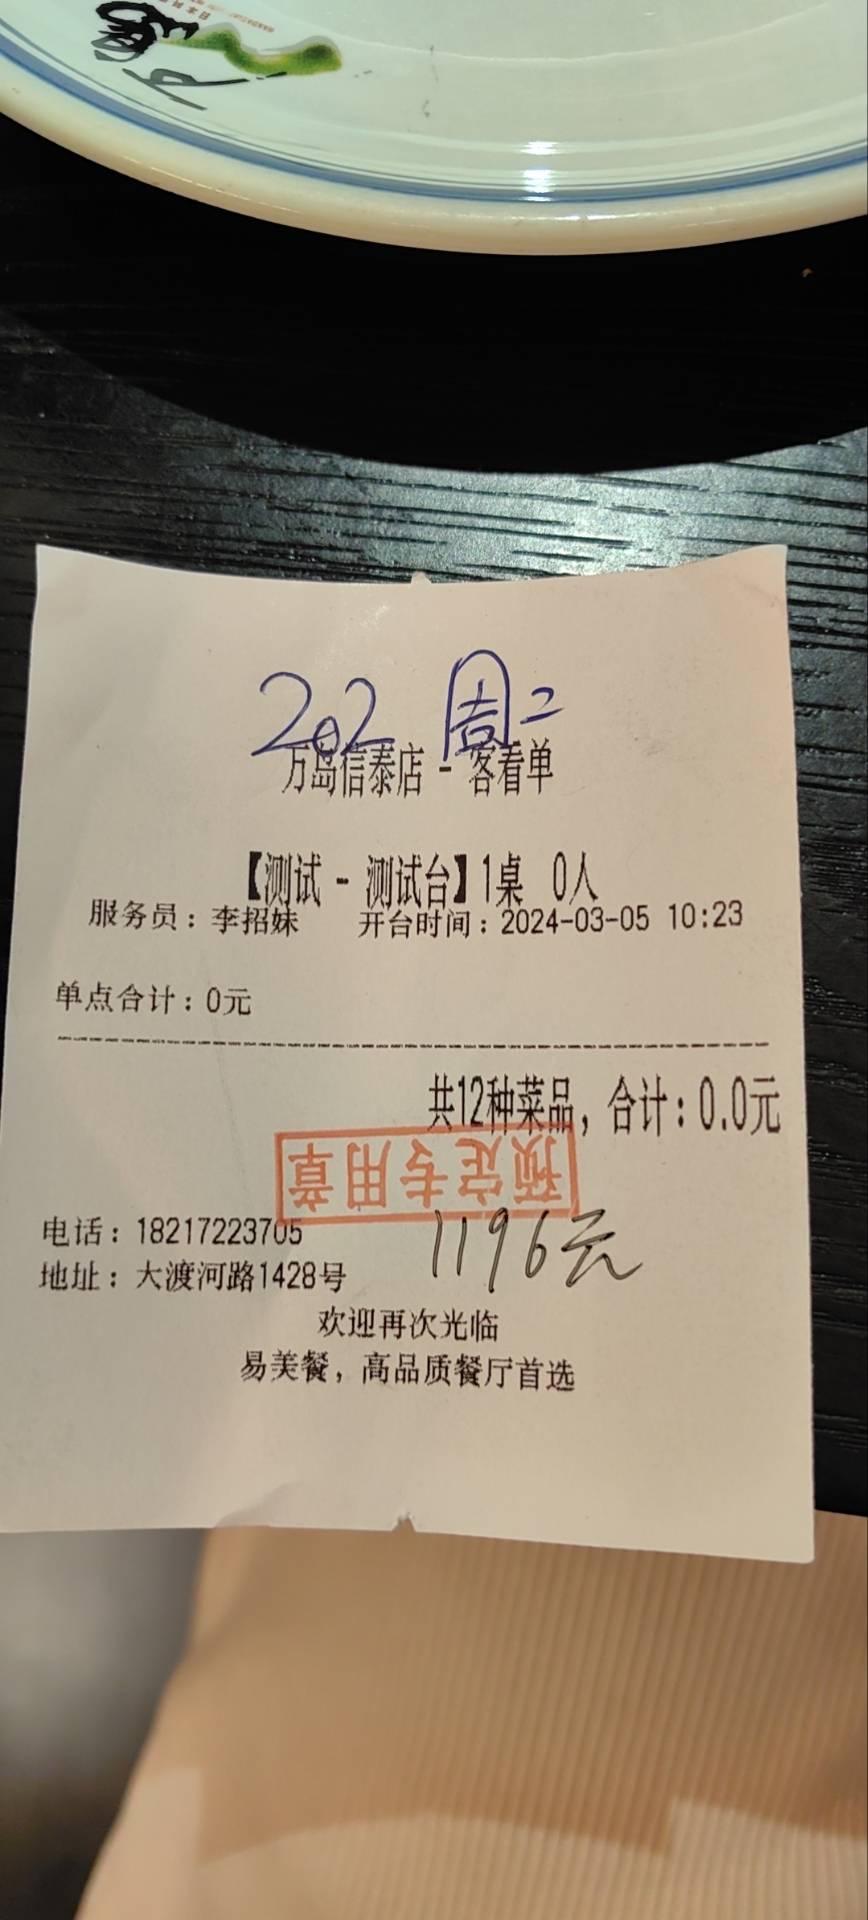 202 周二
万岛信泰店 - 客看单
【测试 - 测试台】1桌 0人
服务员：李招妹 开台时间：2024-03-05 10:23
单点合计：0元
共12种菜品，合计：0.0元
预定专用章
电话：18217223705
1196元
地址：大渡河路1428号
欢迎再次光临
易美餐，高品质餐厅首选